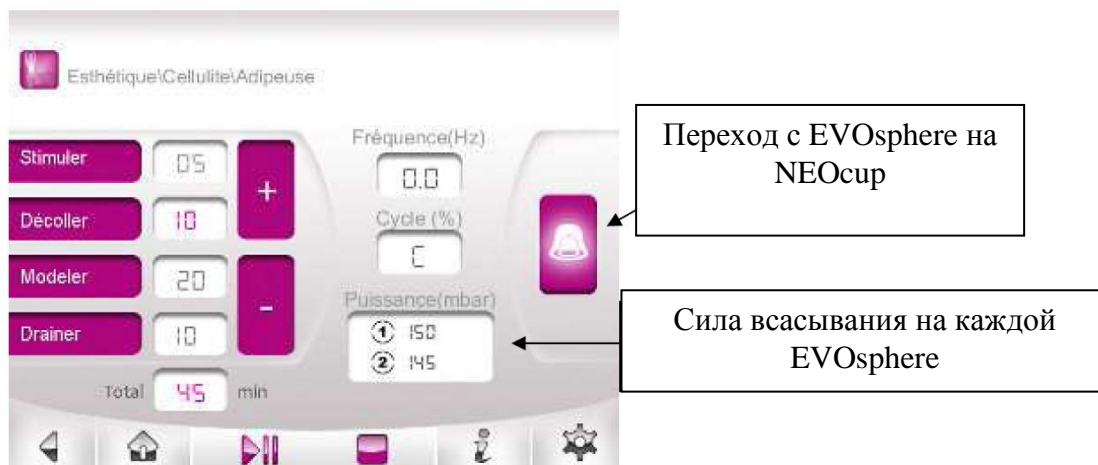 Esthétique\Cellulite\Adipeuse
Stimuler 05
+
Décoller 10
Modeler 20
-
Drainer 10
Total 45 min
Fréquence(Hz)
0.0
Cycle (%)
C
Puissance(mbar)
1 150
2 145
Переход с EVOsphere на
NEOcup
Сила всасывания на каждой
EVOsphere
i